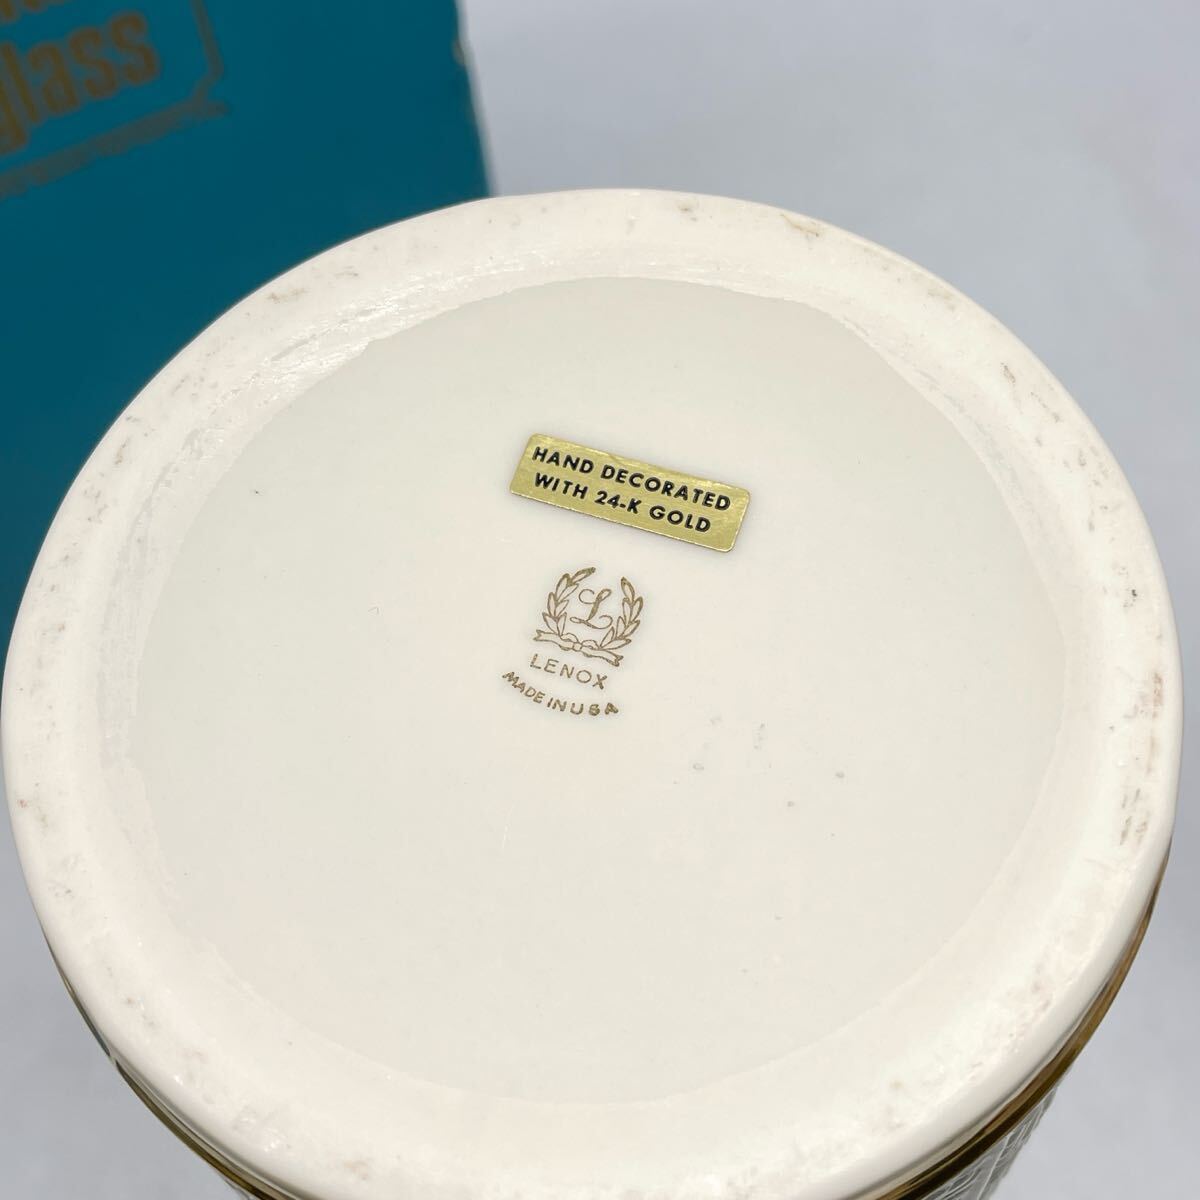 glass
HAND DECORATED
WITH 24-K GOLD
L
LENOX
MADE IN USA